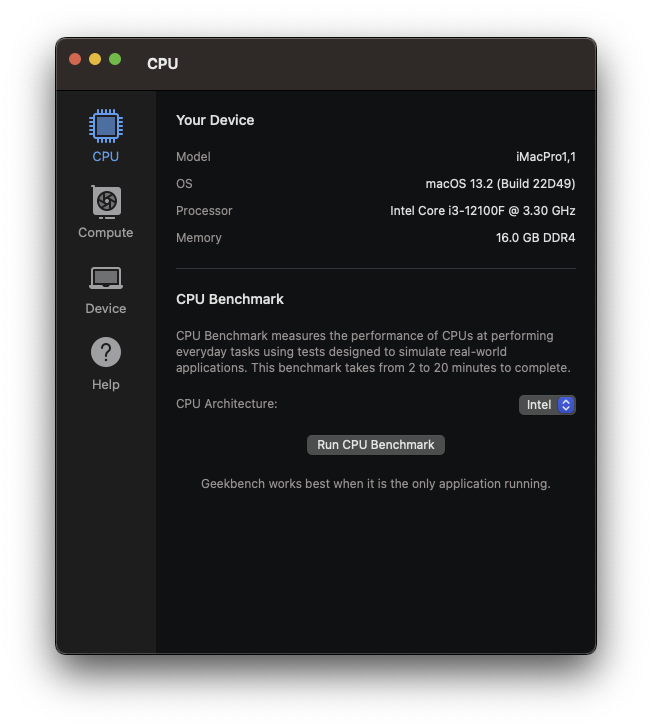 CPU
CPU
Compute
Device
Help
Your Device
Model iMacPro1,1
OS macOS 13.2 (Build 22D49)
Processor Intel Core i3-12100F @ 3.30 GHz
Memory 16.0 GB DDR4
CPU Benchmark
CPU Benchmark measures the performance of CPUs at performing
everyday tasks using tests designed to simulate real-world
applications. This benchmark takes from 2 to 20 minutes to complete.
CPU Architecture: Intel
Run CPU Benchmark
Geekbench works best when it is the only application running.